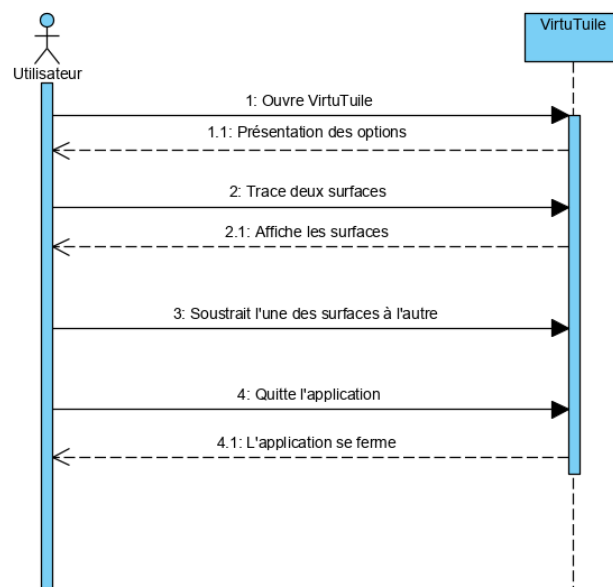 VirtuTuile
Utilisateur
1: Ouvre VirtuTuile
1.1: Présentation des options
2: Trace deux surfaces
2.1: Affiche les surfaces
3: Soustrait l'une des surfaces à l'autre
4: Quitte l'application
4.1: L'application se ferme